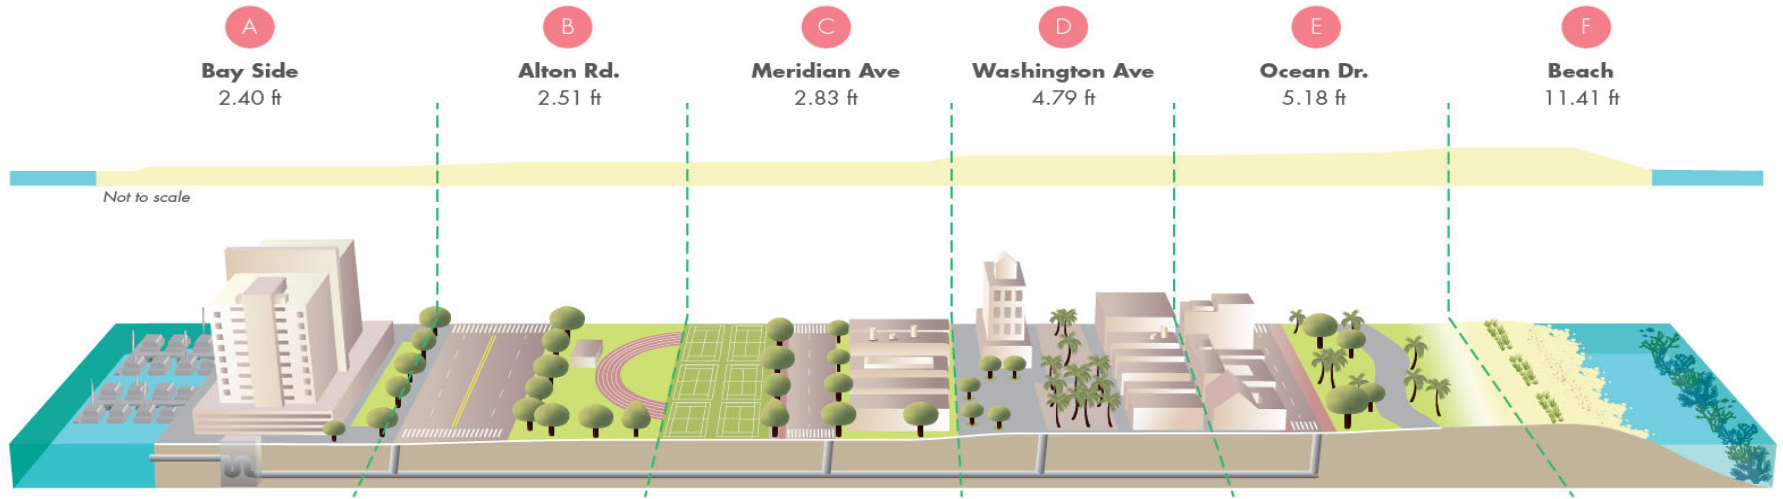 A
Bay Side
2.40 ft
B
Alton Rd.
2.51 ft
C
Meridian Ave
2.83 ft
D
Washington Ave
4.79 ft
E
Ocean Dr.
5.18 ft
F
Beach
11.41 ft
Not to scale